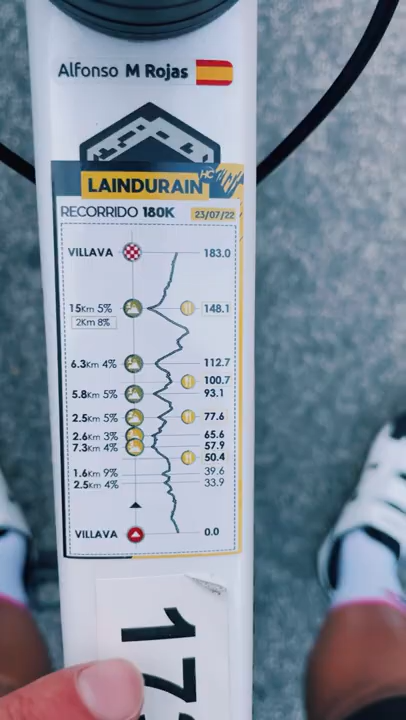 Alfonso M Rojas
LAINDURAIN HC
RECORRIDO 180K 23/07/22
VILLAVA 183.0
15Km 5% 148.1
2Km 8%
6.3Km 4% 112.7
100.7
5.8Km 5% 93.1
2.5Km 5% 77.6
2.6Km 3% 65.6
7.3Km 4% 57.9
50.4
1.6Km 9% 39.6
2.5Km 4% 33.9
VILLAVA 0.0